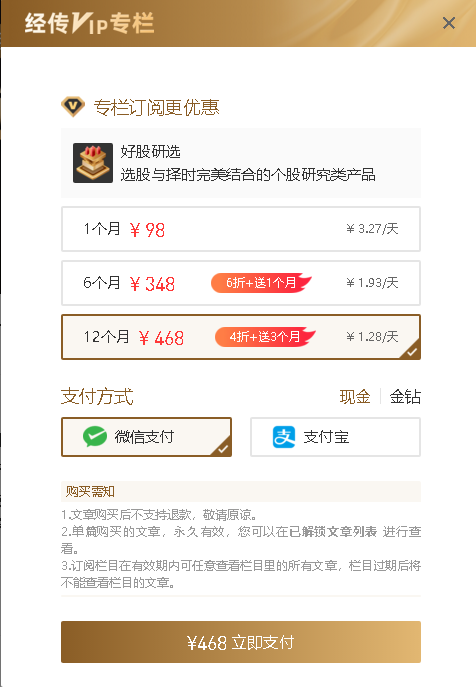 经传VIP专栏
专栏订阅更优惠
好股研选
选股与择时完美结合的个股研究类产品
1个月 ¥98 ¥3.27/天
6个月 ¥348 6折+送1个月 ¥1.93/天
12个月 ¥468 4折+送3个月 ¥1.28/天
支付方式 现金 金钻
微信支付 支付宝
购买需知
1.文章购买后不支持退款，敬请原谅。
2.单篇购买的文章，永久有效，您可以在已解锁文章列表 进行查
看。
3.订阅栏目在有效期内可任意查看栏目里的所有文章，栏目过期后将
不能查看栏目的文章。
¥468 立即支付